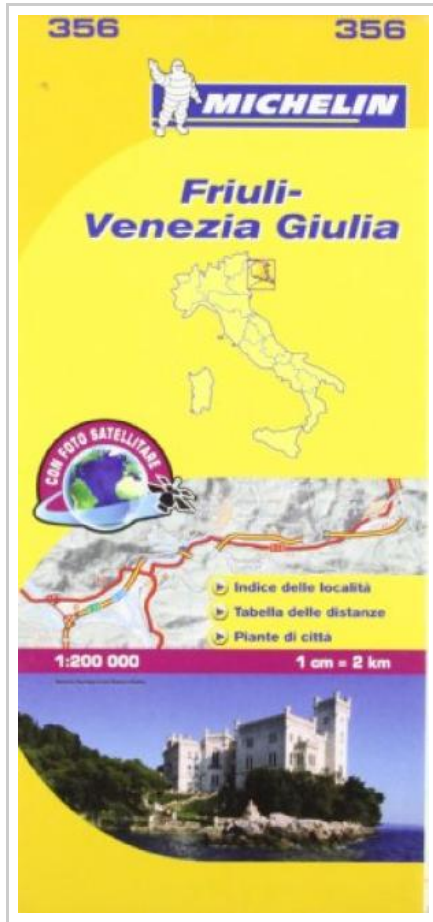 356 356
MICHELIN
Friuli-
Venezia Giulia
CON FOTO SATELLITARE
Indice delle località
Tabella delle distanze
Piante di città
1:200 000 1 cm = 2 km